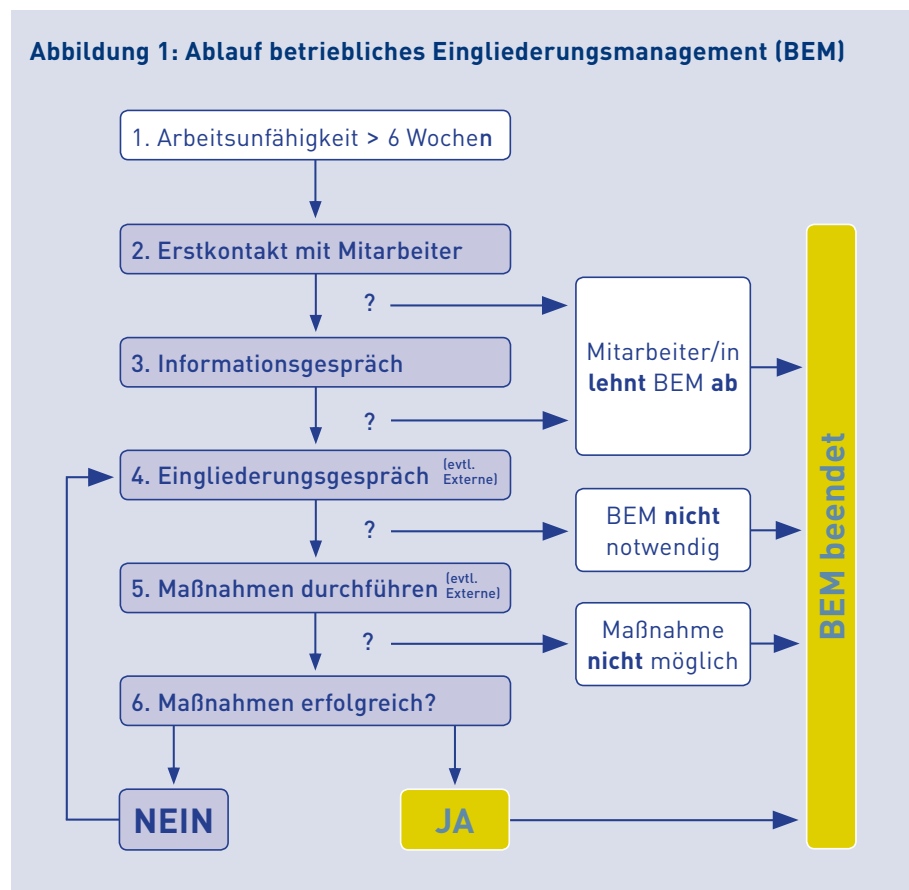 Abbildung 1: Ablauf betriebliches Eingliederungsmanagement (BEM)
1. Arbeitsunfähigkeit > 6 Wochen
2. Erstkontakt mit Mitarbeiter
?
3. Informationsgespräch
Mitarbeiter/in
lehnt BEM ab
?
4. Eingliederungsgespräch (evtl.
Externe)
?
BEM nicht
notwendig
5. Maßnahmen durchführen (evtl.
Externe)
?
Maßnahme
nicht möglich
6. Maßnahmen erfolgreich?
NEIN
JA
BEM beendet